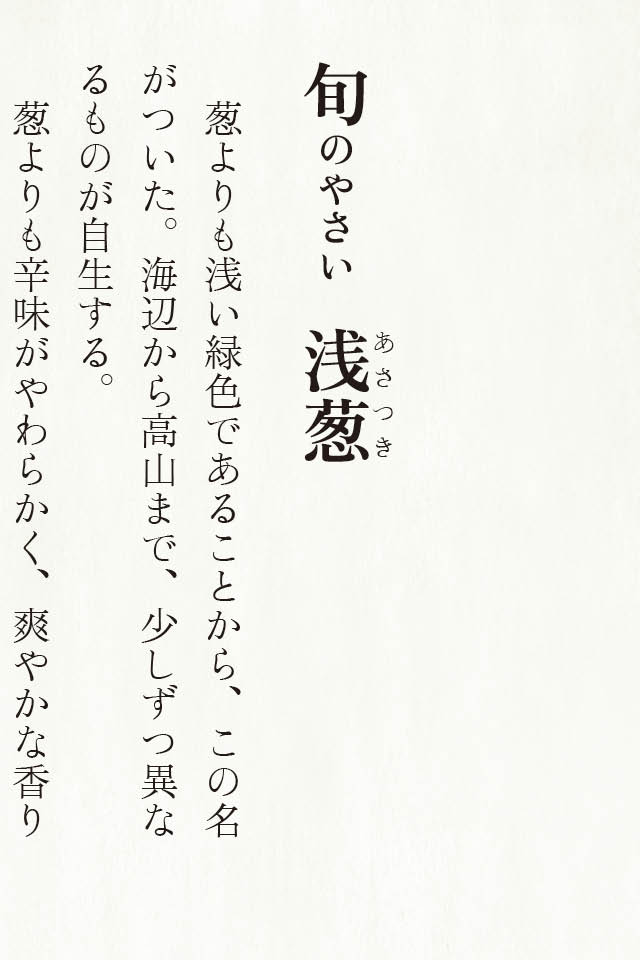 旬のやさい 浅葱
あさつき
葱よりも浅い緑色であることから、この名
がついた。海辺から高山まで、少しずつ異な
るものが自生する。
葱よりも辛味がやわらかく、爽やかな香り